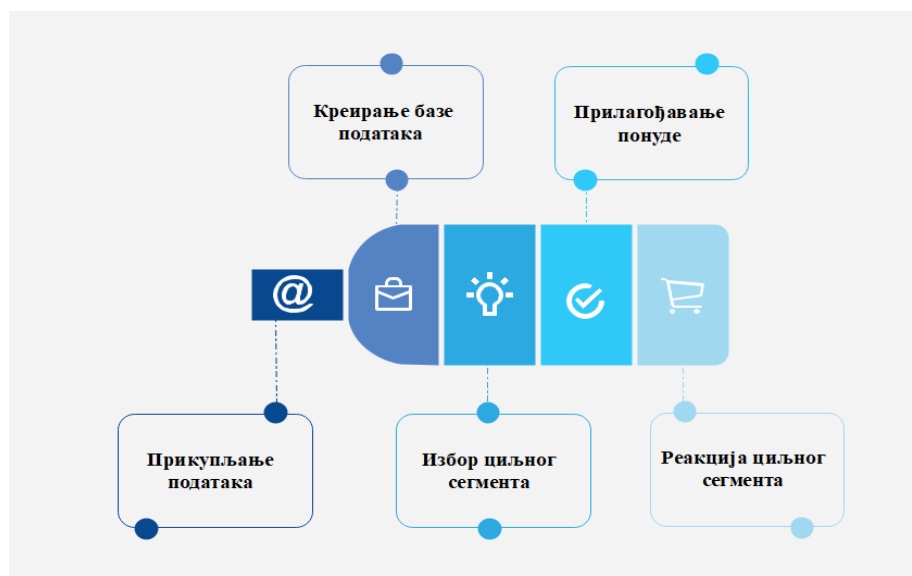 Креирање базе
података
Прилагођавање
понуде
@
Прикупљање
података
Избор циљног
сегмента
Реакција циљног
сегмента